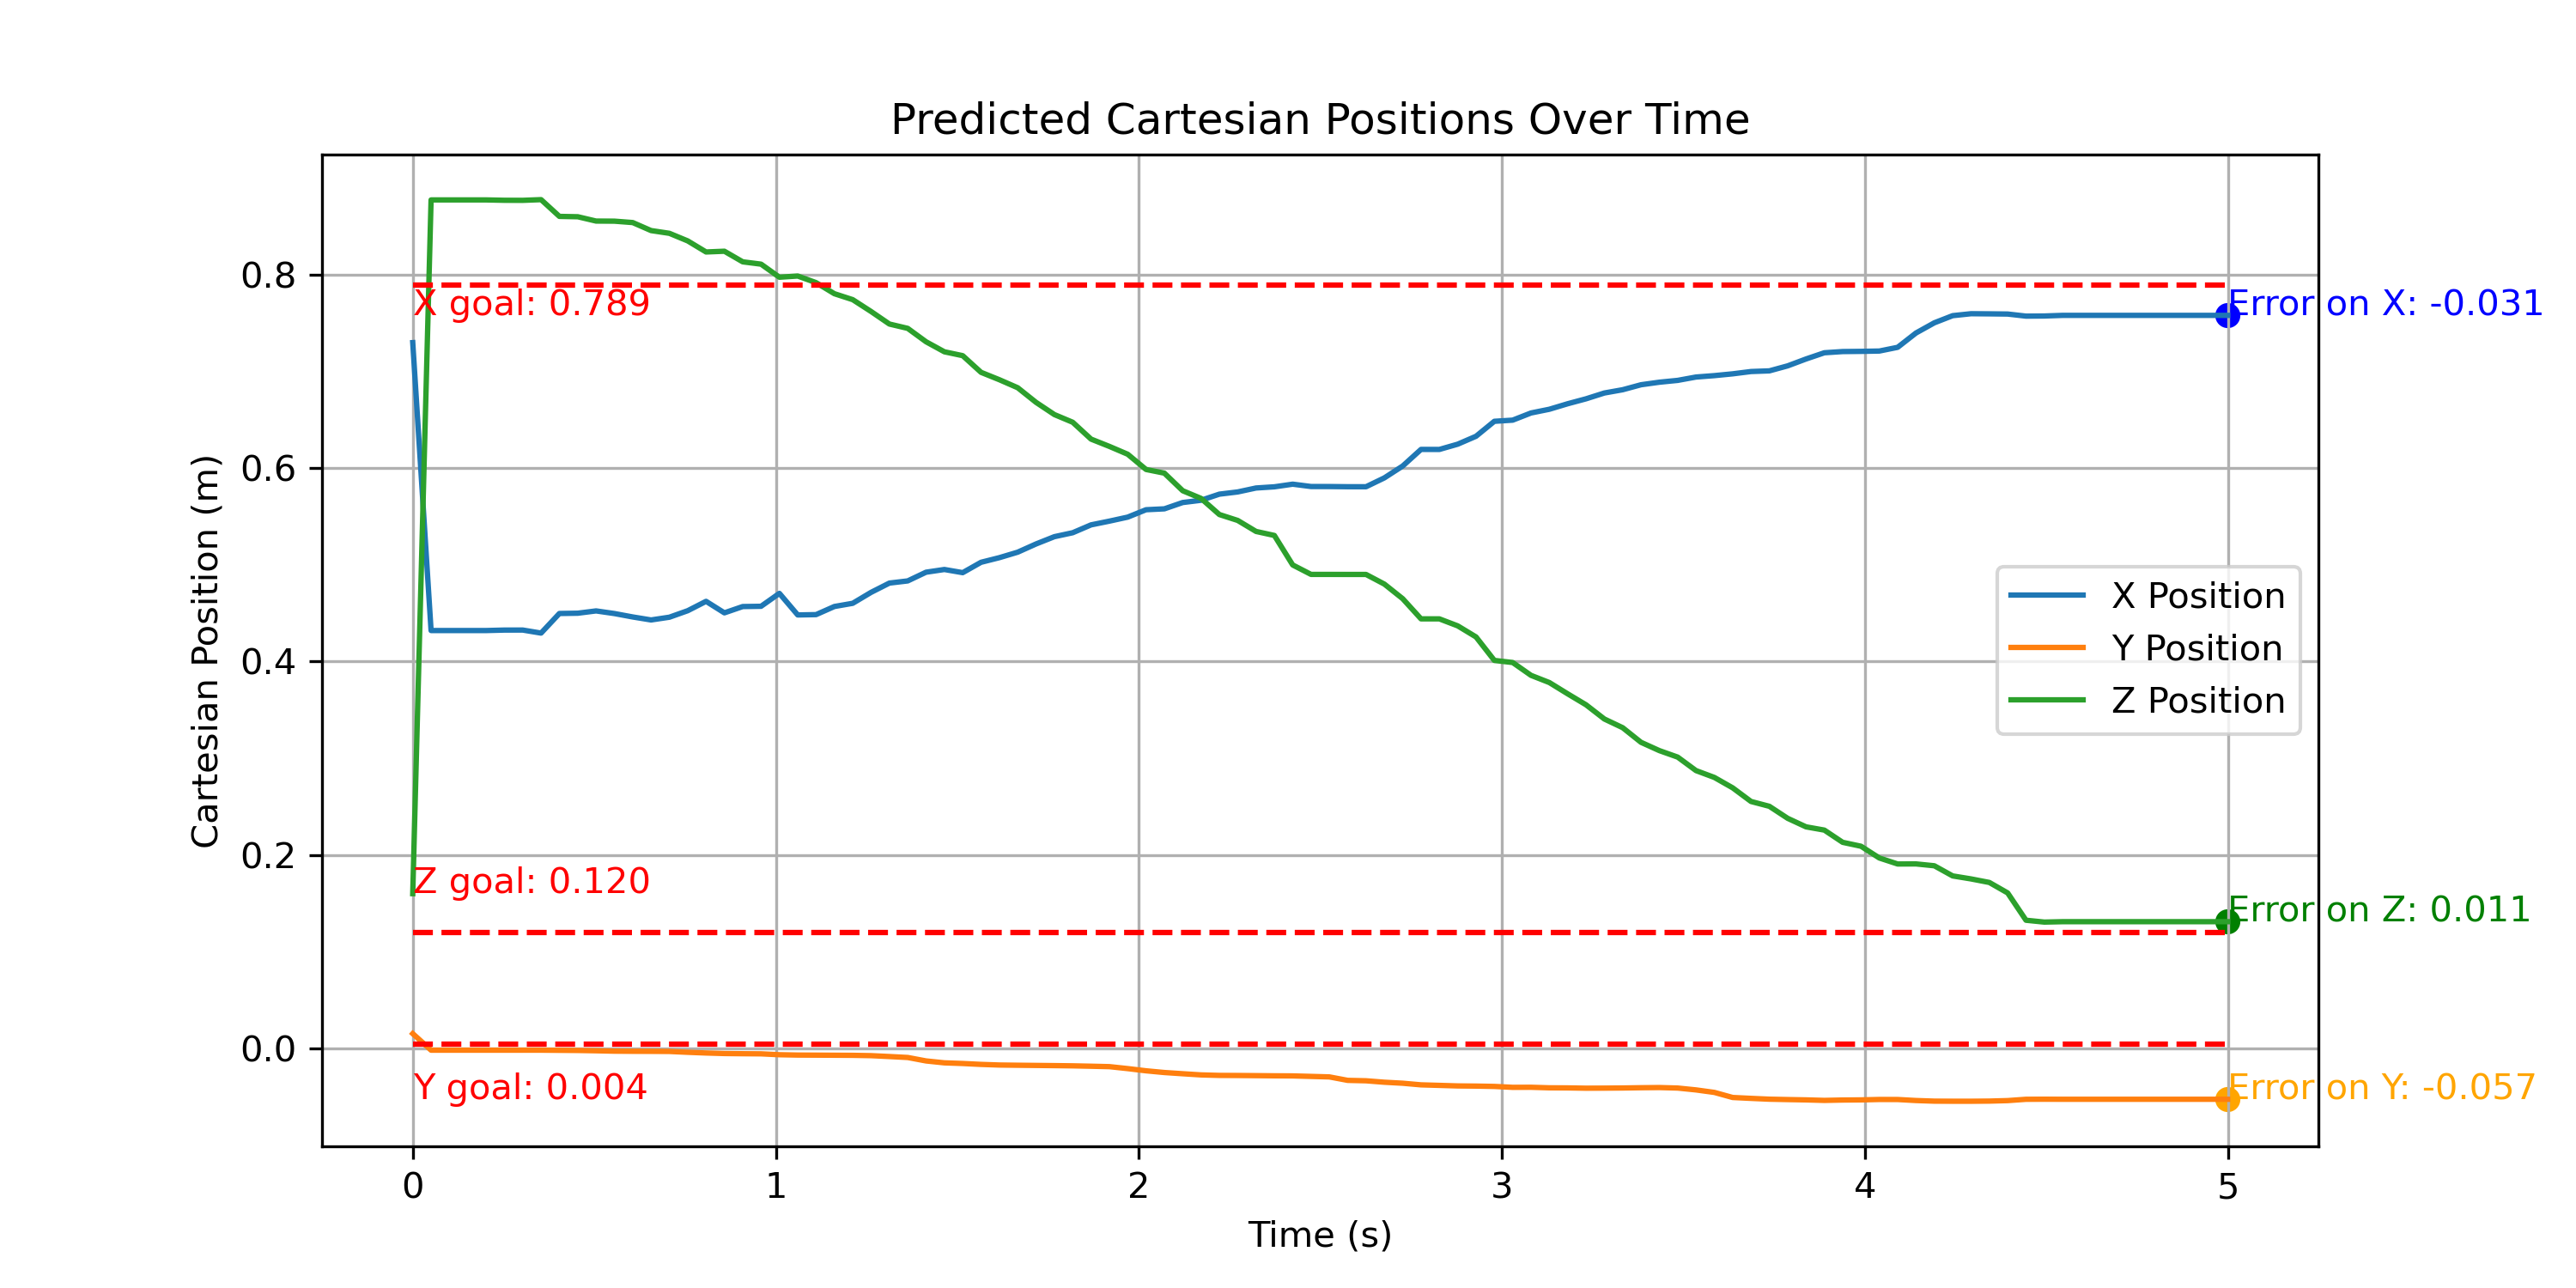 Predicted Cartesian Positions Over Time
Cartesian Position (m)
0.8
0.6
0.4
0.2
0.0
X goal: 0.789
Error on X: -0.031
X Position
Y Position
Z Position
Z goal: 0.120
Error on Z: 0.011
Y goal: 0.004
Error on Y: -0.057
0 1 2 3 4 5
Time (s)